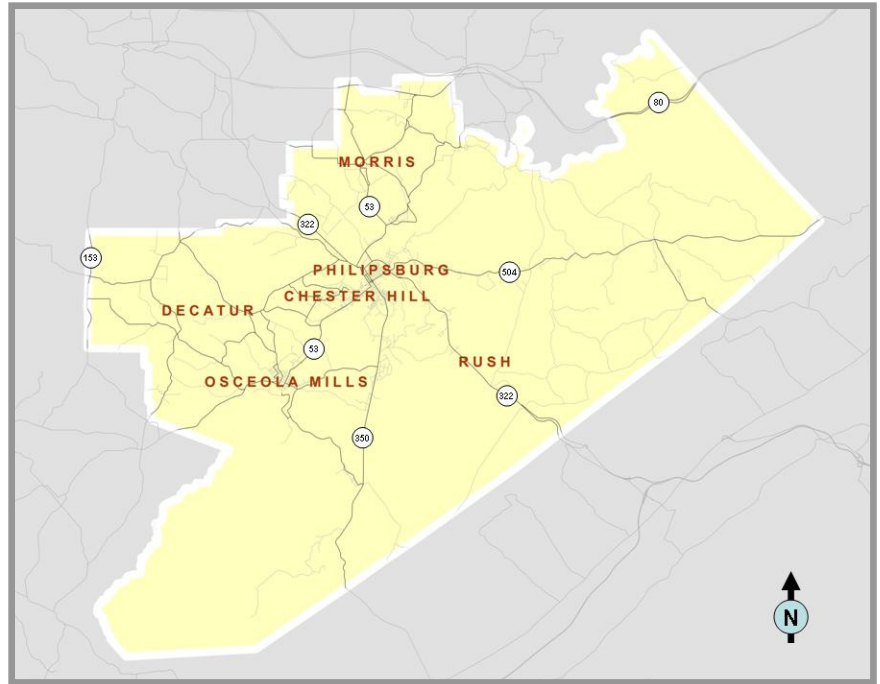 80
MORRIS
53
322
153
PHILIPSBURG
504
CHESTER HILL
DECATUR
53
RUSH
OSCEOLA MILLS
322
350
N